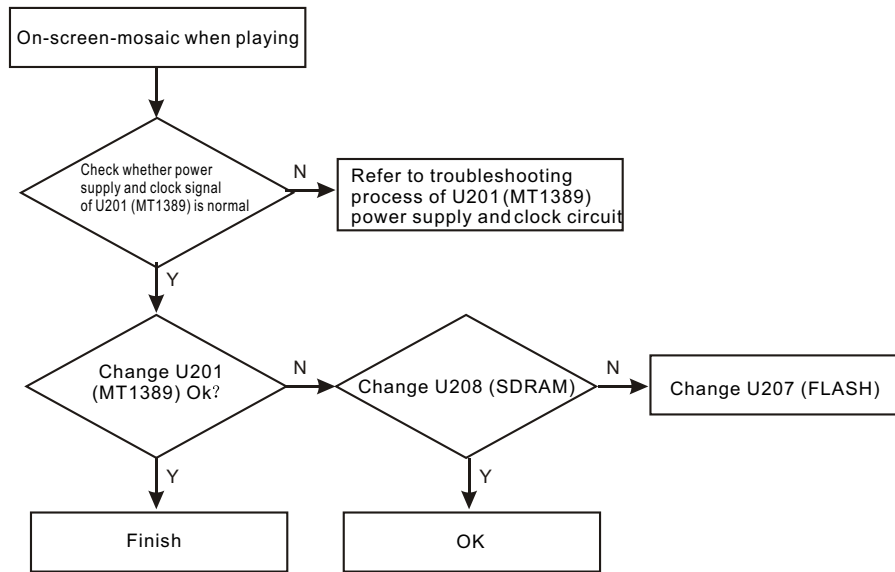 On-screen-mosaic when playing
Check whether power
supply and clock signal
of U201 (MT1389) is normal
N
Refer to troubleshooting
process of U201 (MT1389)
power supply and clock circuit
Y
Change U201
(MT1389) Ok?
N
Change U208 (SDRAM)
N
Change U207 (FLASH)
Y
Y
Finish
OK